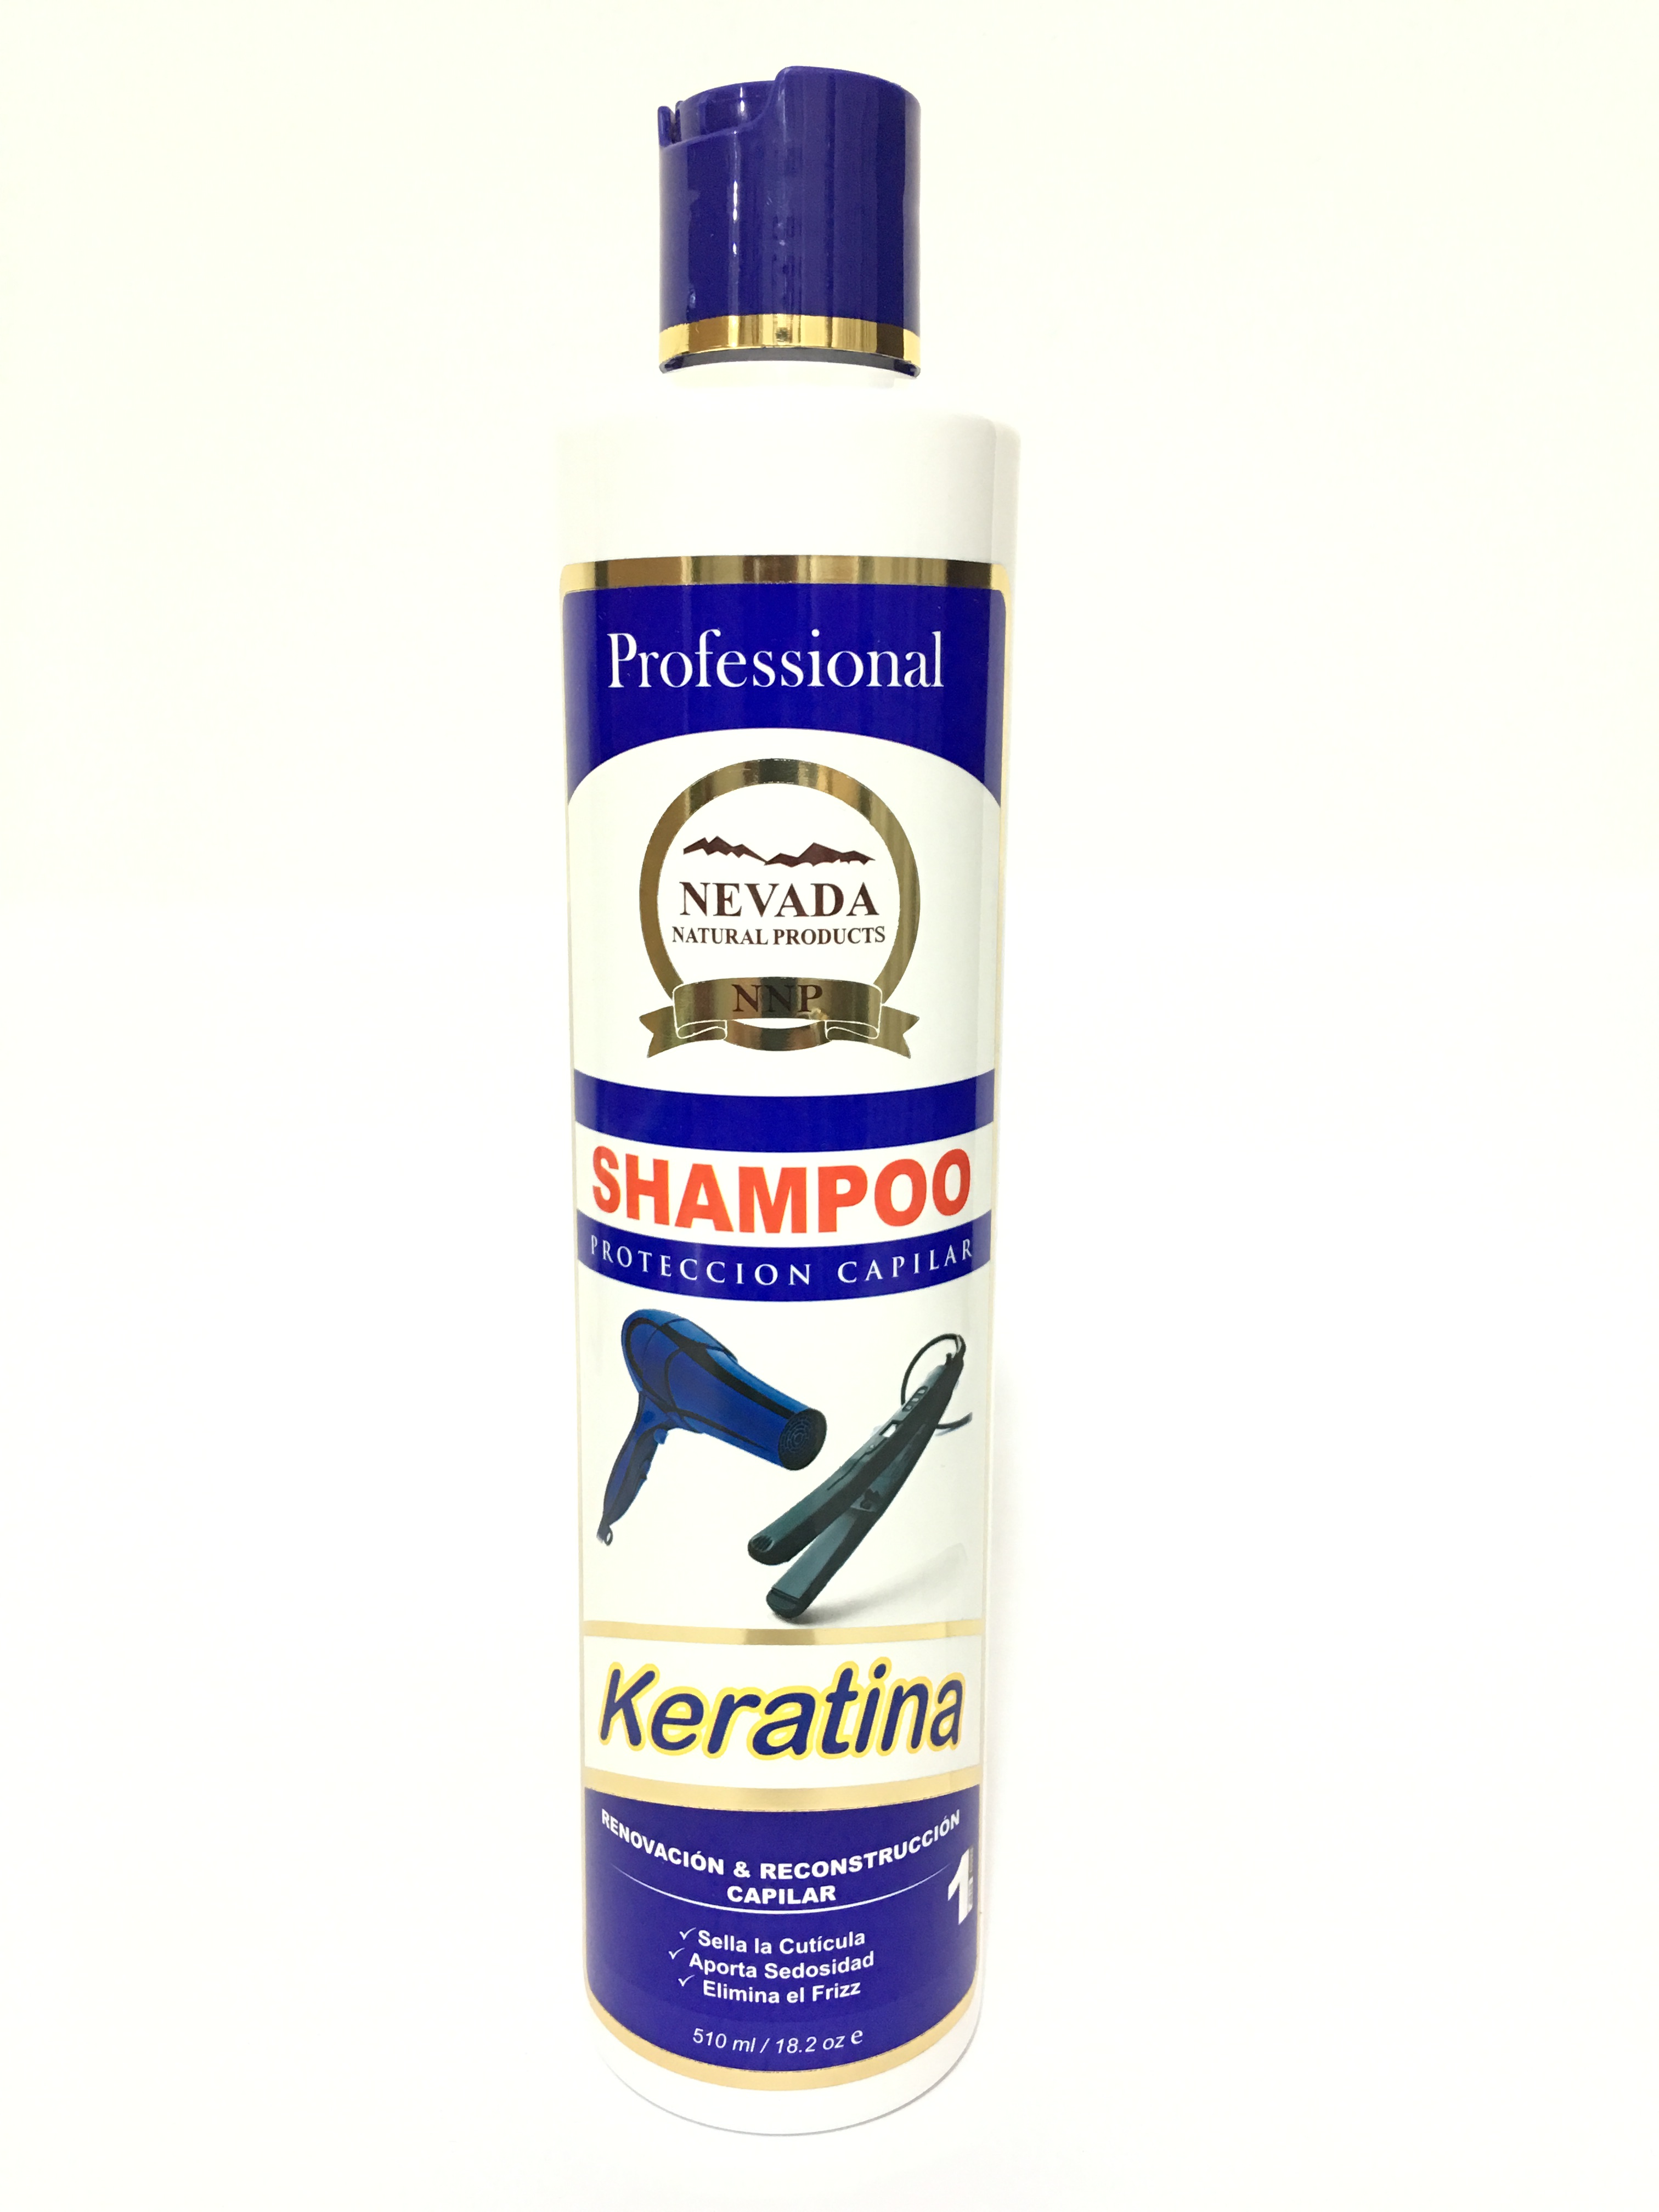 Professional
NEVADA
NATURAL PRODUCTS
NNP
SHAMPOO
PROTECCION CAPILAR
Keratina
RENOVACIÓN & RECONSTRUCCIÓN
CAPILAR
1
Sella la Cutícula
Aporta Sedosidad
Elimina el Frizz
510 ml / 18.2 oz e